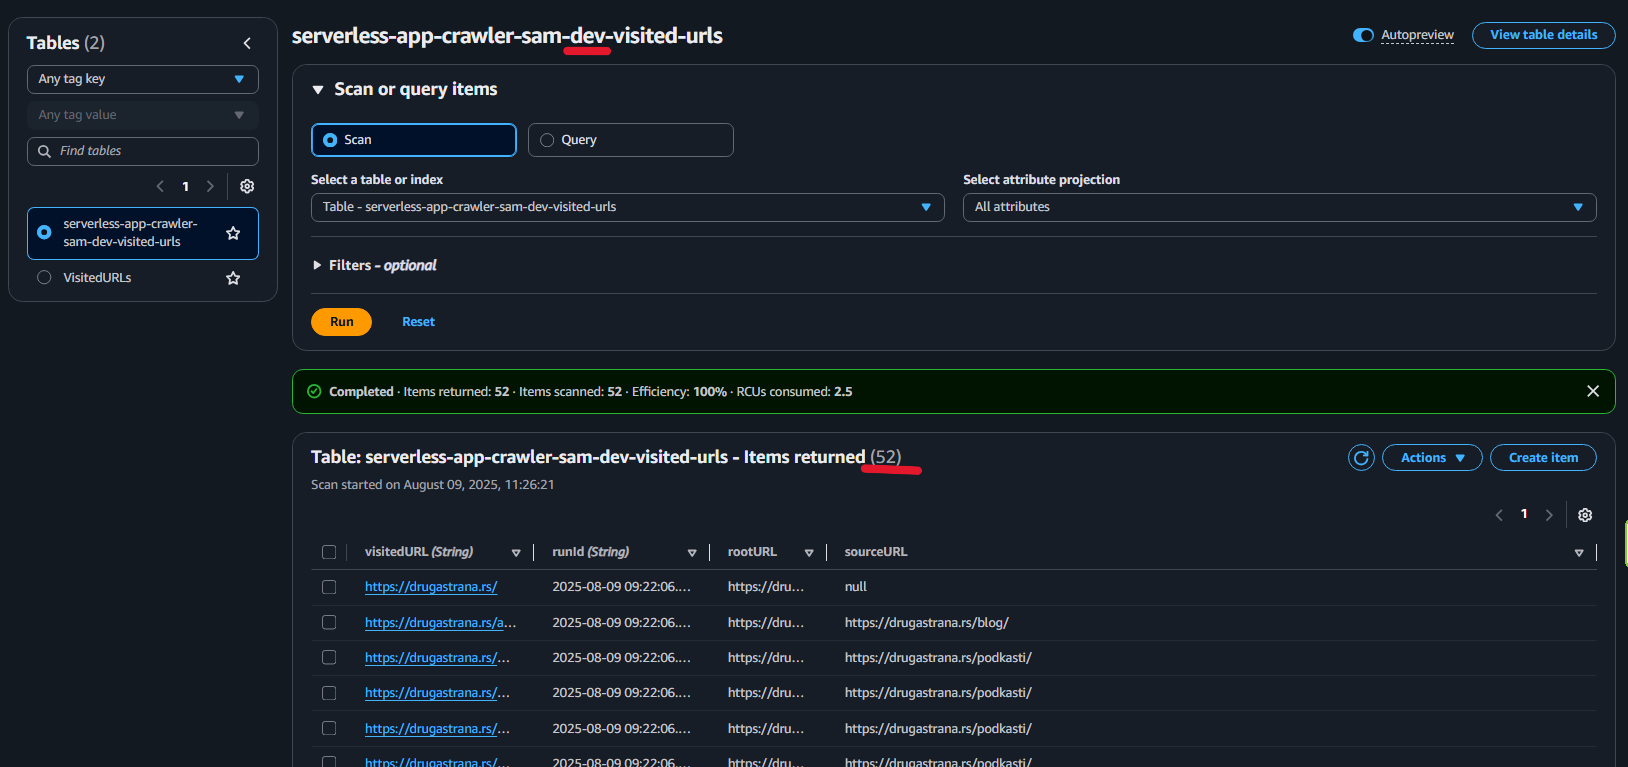 Tables (2)
Any tag key
Any tag value
Find tables
1
serverless-app-crawler-
sam-dev-visited-urls
VisitedURLs
serverless-app-crawler-sam-dev-visited-urls
Autopreview
View table details
Scan or query items
Scan
Query
Select a table or index
Select attribute projection
Table - serverless-app-crawler-sam-dev-visited-urls
All attributes
Filters - optional
Run
Reset
Completed · Items returned: 52 · Items scanned: 52 · Efficiency: 100% · RCUs consumed: 2.5
Table: serverless-app-crawler-sam-dev-visited-urls - Items returned (52)
Actions
Create item
Scan started on August 09, 2025, 11:26:21
1
visitedURL (String) runId (String) rootURL sourceURL
https://drugastrana.rs/ 2025-08-09 09:22:06.... https://dru... null
https://drugastrana.rs/a... 2025-08-09 09:22:06.... https://dru... https://drugastrana.rs/blog/
https://drugastrana.rs/... 2025-08-09 09:22:06.... https://dru... https://drugastrana.rs/podkasti/
https://drugastrana.rs/... 2025-08-09 09:22:06.... https://dru... https://drugastrana.rs/podkasti/
https://drugastrana.rs/... 2025-08-09 09:22:06.... https://dru... https://drugastrana.rs/podkasti/
https://drugastrana.rs/... 2025-08-09 09:22:06.... https://dru... https://drugastrana.rs/podkasti/